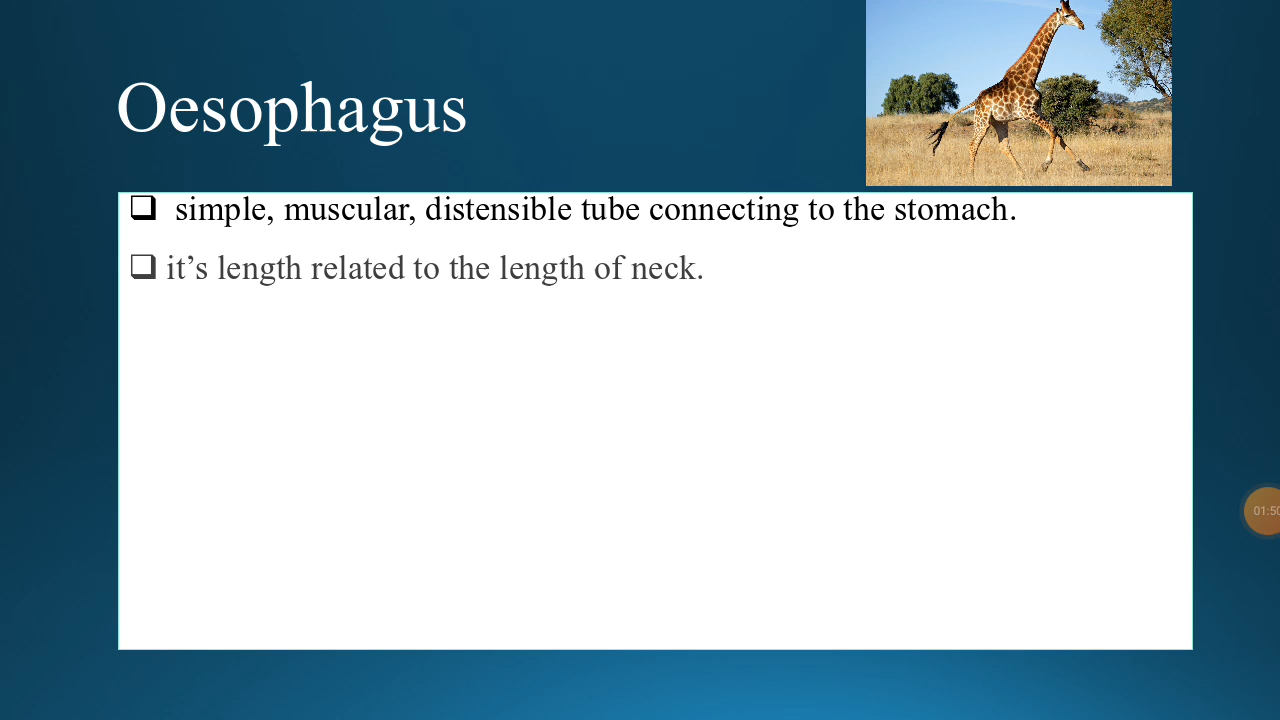 Oesophagus
❑ simple, muscular, distensible tube connecting to the stomach.
❑ it’s length related to the length of neck.
01:50